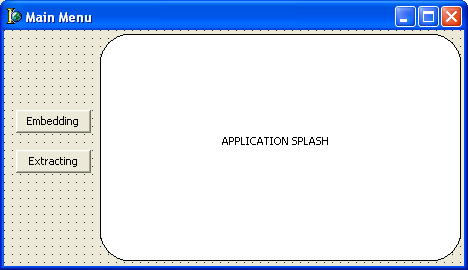 Main Menu
Embedding
APPLICATION SPLASH
Extracting